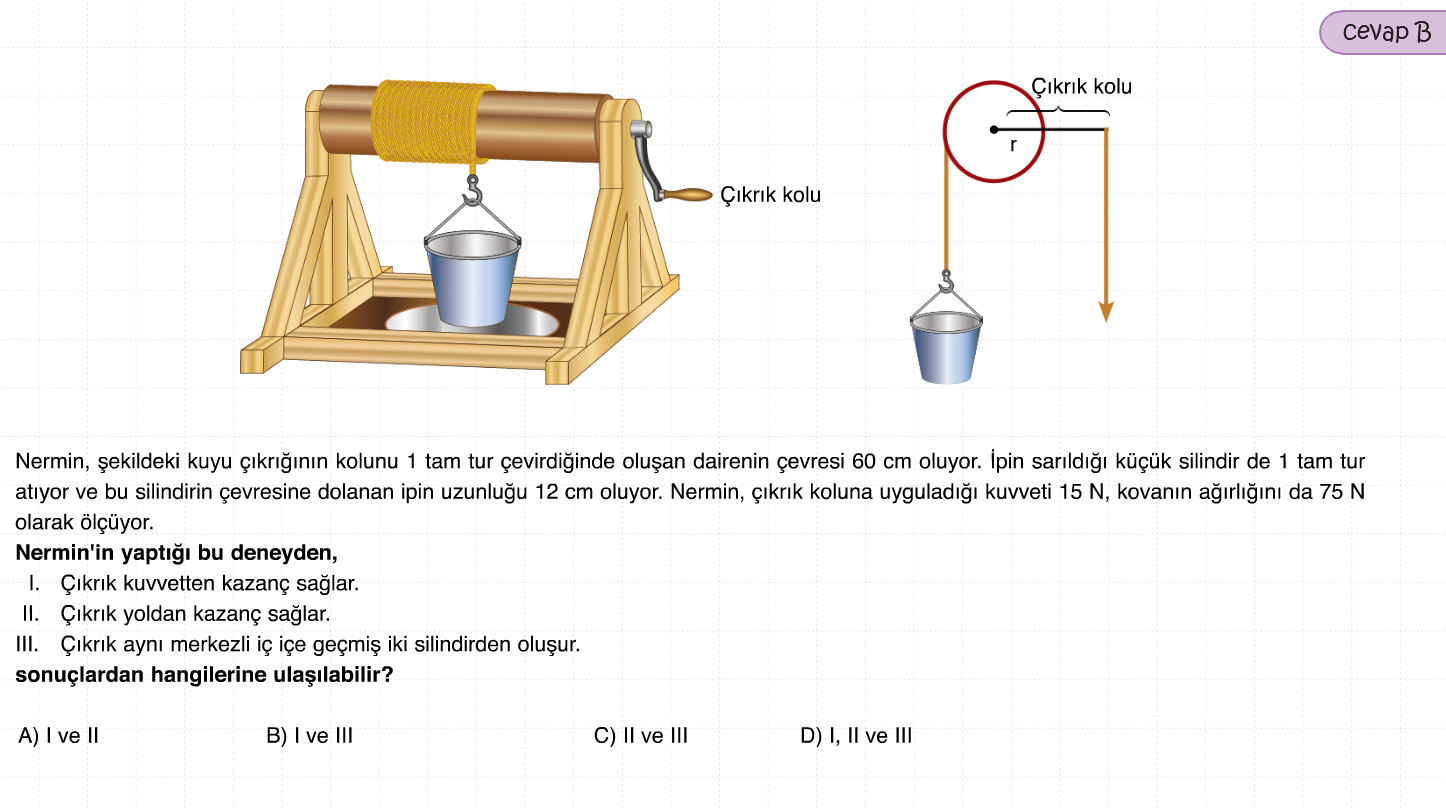 cevap B
Çıkrık kolu
r
Çıkrık kolu
Nermin, şekildeki kuyu çıkrığının kolunu 1 tam tur çevirdiğinde oluşan dairenin çevresi 60 cm oluyor. İpin sarıldığı küçük silindir de 1 tam tur
atıyor ve bu silindirin çevresine dolanan ipin uzunluğu 12 cm oluyor. Nermin, çıkrık koluna uyguladığı kuvveti 15 N, kovanın ağırlığını da 75 N
olarak ölçüyor.
Nermin'in yaptığı bu deneyden,
I. Çıkrık kuvvetten kazanç sağlar.
II. Çıkrık yoldan kazanç sağlar.
III. Çıkrık aynı merkezli iç içe geçmiş iki silindirden oluşur.
sonuçlardan hangilerine ulaşılabilir?
A) I ve II B) I ve III C) II ve III D) I, II ve III